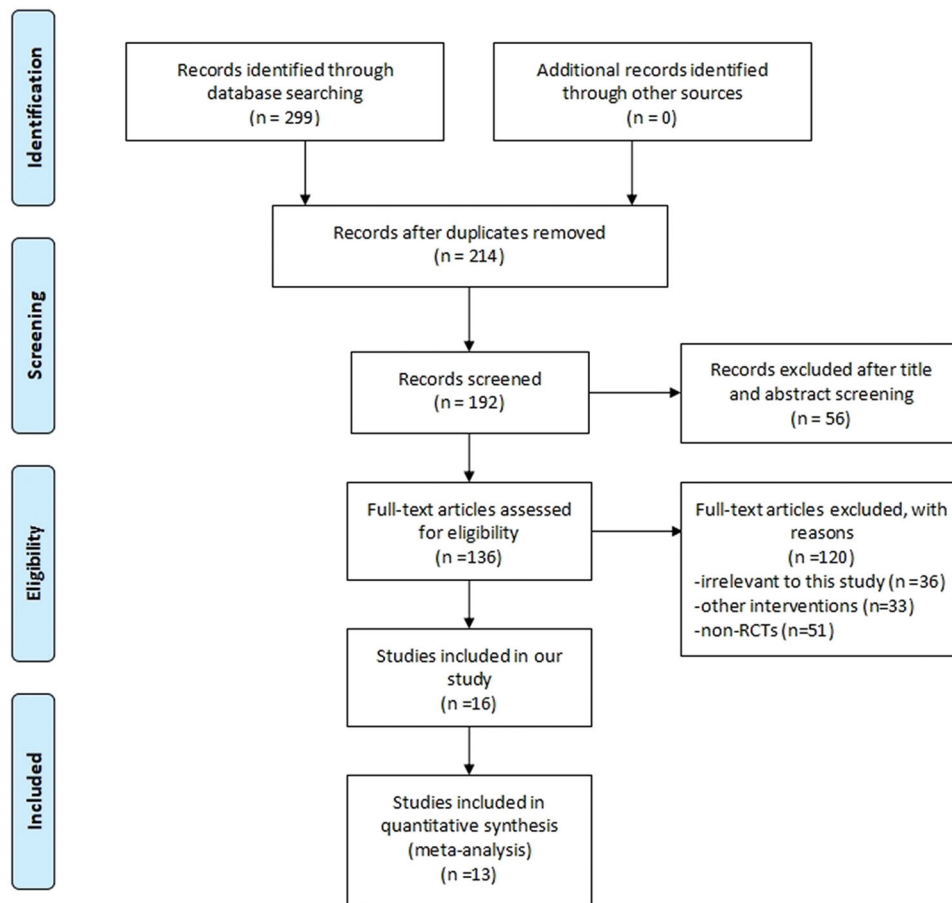 Identification
Records identified through
database searching
(n = 299)
Additional records identified
through other sources
(n = 0)
Records after duplicates removed
(n = 214)
Screening
Records screened
(n = 192)
Records excluded after title
and abstract screening
(n = 56)
Eligibility
Full-text articles assessed
for eligibility
(n =136)
Full-text articles excluded, with
reasons
(n =120)
-irrelevant to this study (n =36)
-other interventions (n=33)
-non-RCTs (n=51)
Studies included in our
study
(n =16)
Included
Studies included in
quantitative synthesis
(meta-analysis)
(n =13)